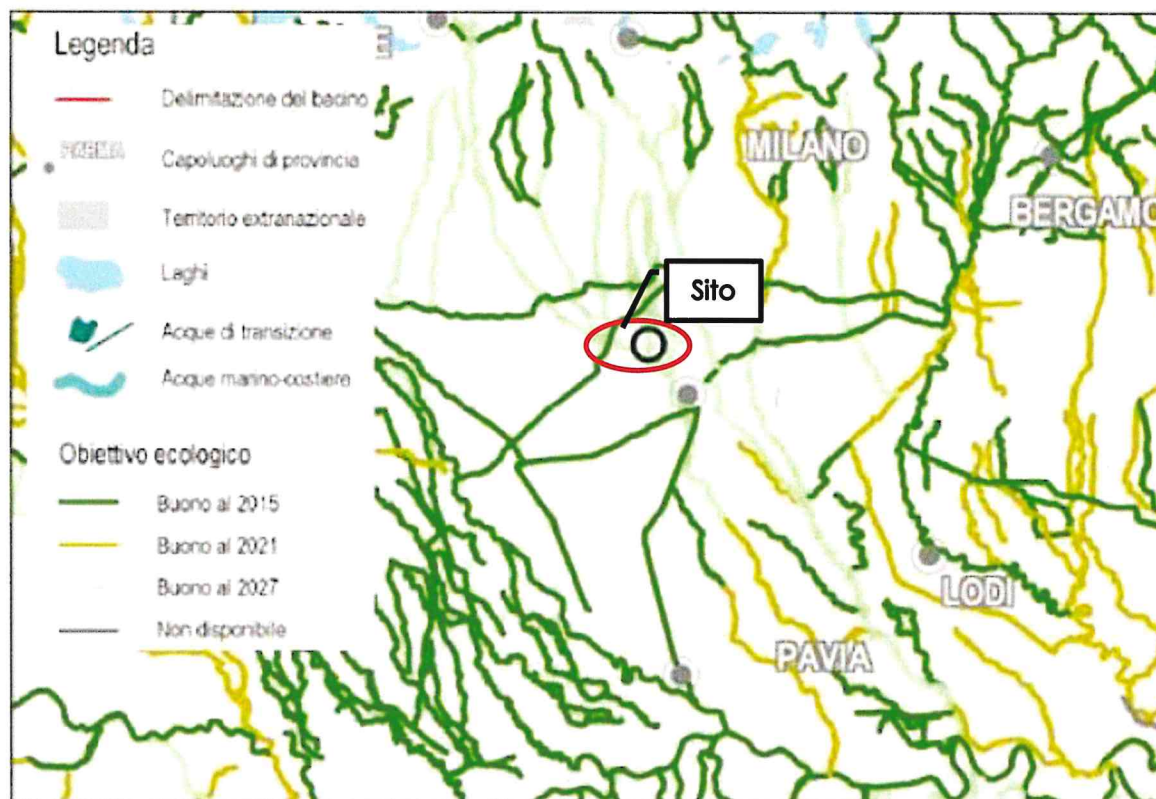 Legenda
Delimitazione del bacino
PARMA
Capoluoghi di provincia
Territorio extranazionale
Laghi
Acque di transizione
Acque marino-costiere
Obiettivo ecologico
Buono al 2015
Buono al 2021
Buono al 2027
Non disponibile
MILANO
BERGAMO
Sito
LODI
PAVIA